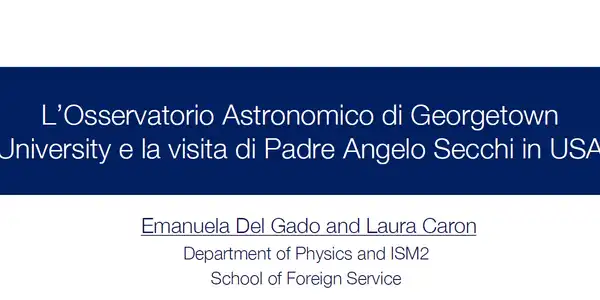 L’Osservatorio Astronomico di Georgetown
University e la visita di Padre Angelo Secchi in USA
Emanuela Del Gado and Laura Caron
Department of Physics and ISM2
School of Foreign Service